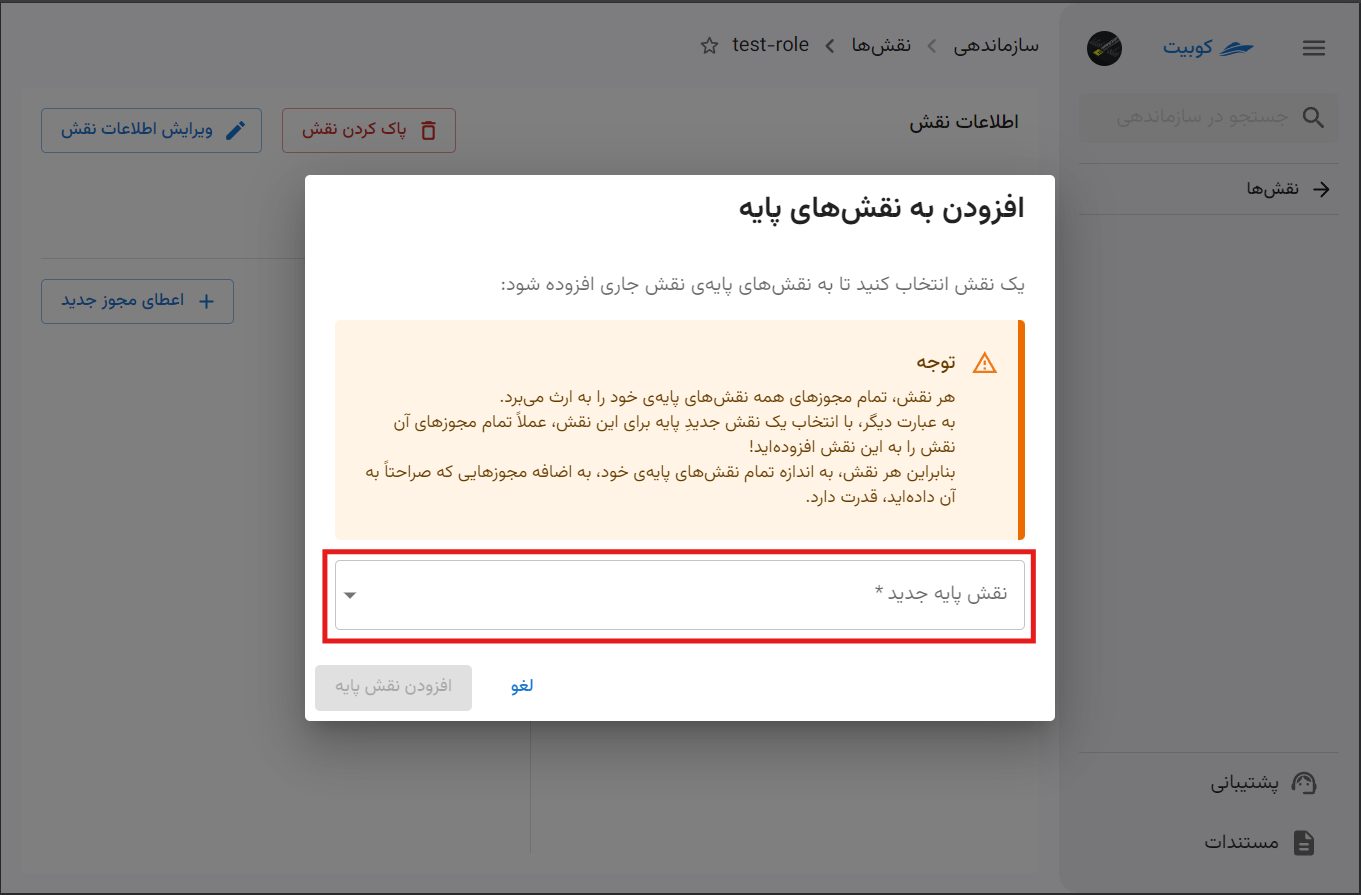 کوبیت
جستجو در سازماندهی
نقش‌ها
پشتیبانی
مستندات
سازماندهی
نقش‌ها
test-role
اطلاعات نقش
پاک کردن نقش
ویرایش اطلاعات نقش
اعطای مجوز جدید
افزودن به نقش‌های پایه
یک نقش انتخاب کنید تا به نقش‌های پایه‌ی نقش جاری افزوده شود:
توجه
هر نقش، تمام مجوزهای همه نقش‌های پایه‌ی خود را به ارث می‌برد.
به عبارت دیگر، با انتخاب یک نقش جدیدِ پایه برای این نقش، عملاً تمام مجوزهای آن
نقش را به این نقش افزوده‌اید!
بنابراین هر نقش، به اندازه تمام نقش‌های پایه‌ی خود، به اضافه مجوزهایی که صراحتاً به
آن داده‌اید، قدرت دارد.
نقش پایه جدید *
لغو
افزودن نقش پایه